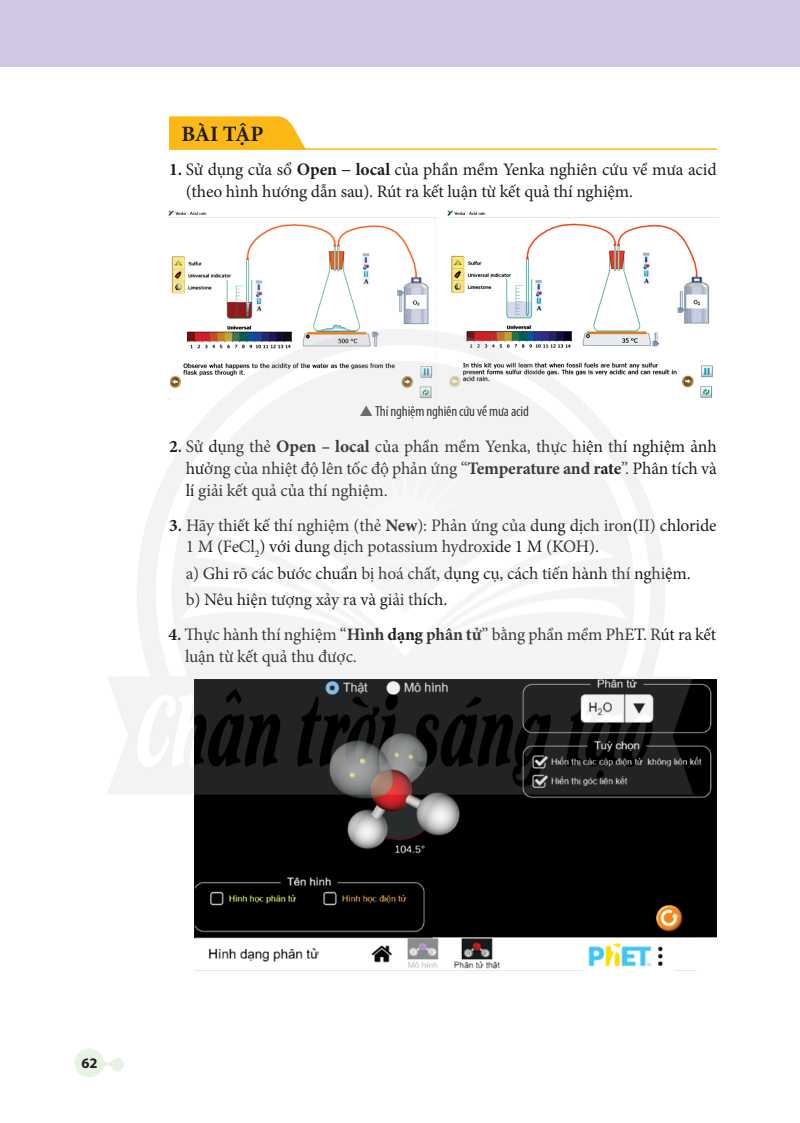 BÀI TẬP
1. Sử dụng cửa sổ Open – local của phần mềm Yenka nghiên cứu về mưa acid
(theo hình hướng dẫn sau). Rút ra kết luận từ kết quả thí nghiệm.
Yenka - Acid rain
Sulfur
Universal indicator
Limestone
A
A
O₂
Universal
1 2 3 4 5 6 7 8 9 10 11 12 13 14
500 °C
Observe what happens to the acidity of the water as the gases from the
flask pass through it.
Yenka - Acid rain
Sulfur
Universal indicator
Limestone
A
A
O₂
Universal
1 2 3 4 5 6 7 8 9 10 11 12 13 14
35 °C
In this kit you will learn that when fossil fuels are burnt any sulfur
present forms sulfur dioxide gas. This gas is very acidic and can result in
acid rain.
▲ Thí nghiệm nghiên cứu về mưa acid
2. Sử dụng thẻ Open – local của phần mềm Yenka, thực hiện thí nghiệm ảnh
hưởng của nhiệt độ lên tốc độ phản ứng “Temperature and rate”. Phân tích và
lí giải kết quả của thí nghiệm.
3. Hãy thiết kế thí nghiệm (thẻ New): Phản ứng của dung dịch iron(II) chloride
1 M (FeCl₂) với dung dịch potassium hydroxide 1 M (KOH).
a) Ghi rõ các bước chuẩn bị hoá chất, dụng cụ, cách tiến hành thí nghiệm.
b) Nêu hiện tượng xảy ra và giải thích.
4. Thực hành thí nghiệm “Hình dạng phân tử” bằng phần mềm PhET. Rút ra kết
luận từ kết quả thu được.
Thật Mô hình
Phân tử
H₂O
Tuỳ chọn
Hiển thị các cặp điện tử không liên kết
Hiển thị góc liên kết
104.5°
Tên hình
Hình học phân tử Hình học điện tử
Hình dạng phân tử
Mô hình
Phân tử thật
PhET
Chân trời sáng tạo
62